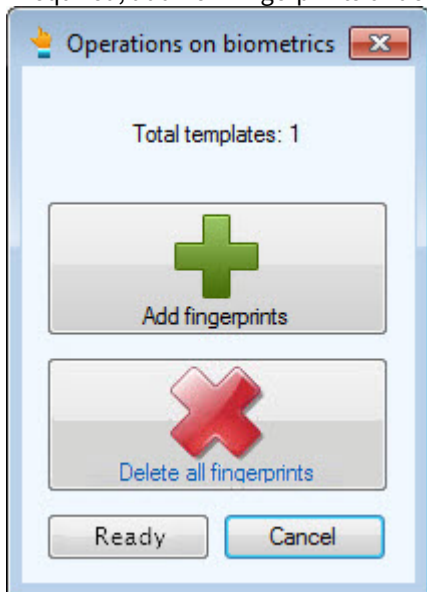 Operations on biometrics
Total templates: 1
Add fingerprints
Delete all fingerprints
Ready
Cancel